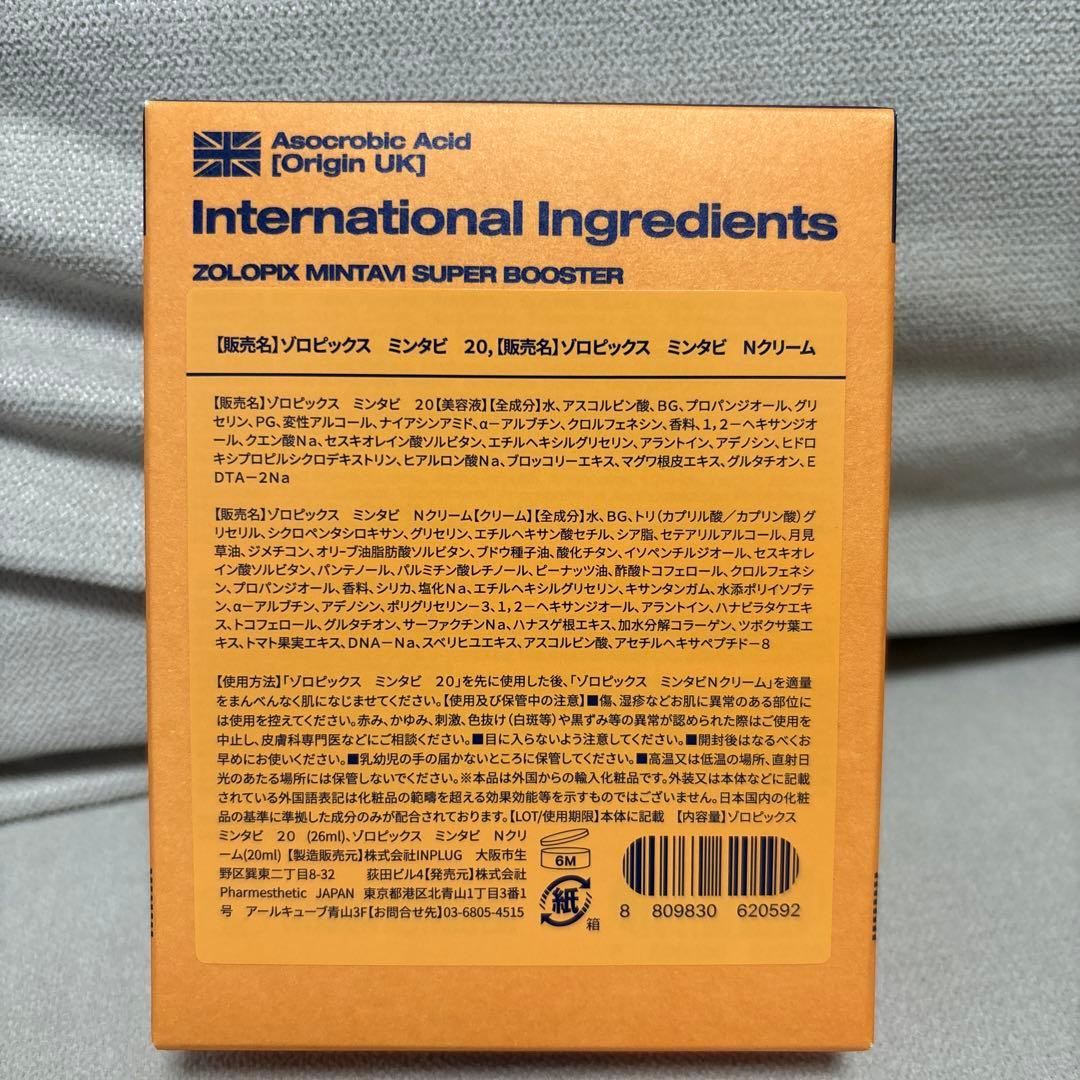 Asocrobic Acid
[Origin UK]
International Ingredients
ZOLOPIX MINTAVI SUPER BOOSTER
【販売名】ゾロピックス　ミンタビ　20,【販売名】ゾロピックス　ミンタビ　Nクリーム
【販売名】ゾロピックス　ミンタビ　20【美容液】【全成分】水、アスコルビン酸、BG、プロパンジオール、グリ
セリン、PG、変性アルコール、ナイアシンアミド、α－アルブチン、クロルフェネシン、香料、1，2－ヘキサンジオ
ール、クエン酸Na、セスキオレイン酸ソルビタン、エチルヘキシルグリセリン、アラントイン、アデノシン、ヒドロ
キシプロピルシクロデキストリン、ヒアルロン酸Na、ブロッコリーエキス、マグワ根皮エキス、グルタチオン、E
DTA－2Na
【販売名】ゾロピックス　ミンタビ　Nクリーム【クリーム】【全成分】水、BG、トリ（カプリル酸／カプリン酸）グ
リセリル、シクロペンタシロキサン、グリセリン、エチルヘキサン酸セチル、シア脂、セテアリルアルコール、月見
草油、ジメチコン、オリーブ油脂肪酸ソルビタン、ブドウ種子油、酸化チタン、イソペンチルジオール、セスキオレ
イン酸ソルビタン、パンテノール、パルミチン酸レチノール、ピーナッツ油、酢酸トコフェロール、クロルフェネシ
ン、プロパンジオール、香料、シリカ、塩化Na、エチルヘキシルグリセリン、キサンタンガム、水添ポリイソブテ
ン、α－アルブチン、アデノシン、ポリグリセリン－3、1，2－ヘキサンジオール、アラントイン、ハナビラタケエキ
ス、トコフェロール、グルタチオン、サーファクチンNa、ハナスゲ根エキス、加水分解コラーゲン、ツボクサ葉エ
キス、トマト果実エキス、DNA－Na、スベリヒユエキス、アスコルビン酸、アセチルヘキサペプチド－8
【使用方法】「ゾロピックス　ミンタビ　20」を先に使用した後、「ゾロピックス　ミンタビNクリーム」を適量
をまんべんなく肌になじませてください。【使用及び保管中の注意】■傷、湿疹などお肌に異常のある部位に
は使用を控えてください。赤み、かゆみ、刺激、色抜け（白斑等）や黒ずみ等の異常が認められた際はご使用を
中止し、皮膚科専門医などにご相談ください。■目に入らないよう注意してください。■開封後はなるべくお
早めにお使いください。■乳幼児の手の届かないところに保管してください。■高温又は低温の場所、直射日
光のあたる場所には保管しないでください。※本品は外国からの輸入化粧品です。外装又は本体などに記載
されている外国語表記は化粧品の範疇を超える効果効能等を示すものではございません。日本国内の化粧
品の基準に準拠した成分のみが配合されております。【LOT/使用期限】本体に記載　【内容量】ゾロピックス
ミンタビ　20　(26ml)、ゾロピックス　ミンタビ　Nクリ
ーム(20ml)【製造販売元】株式会社INPLUG　大阪市生
野区巽東二丁目8-32　　荻田ビル4【発売元】株式会社
Pharmesthetic JAPAN 東京都港区北青山1丁目3番1
号　アールキューブ青山3F【お問合せ先】03-6805-4515
6M
紙
箱
8 809830 620592